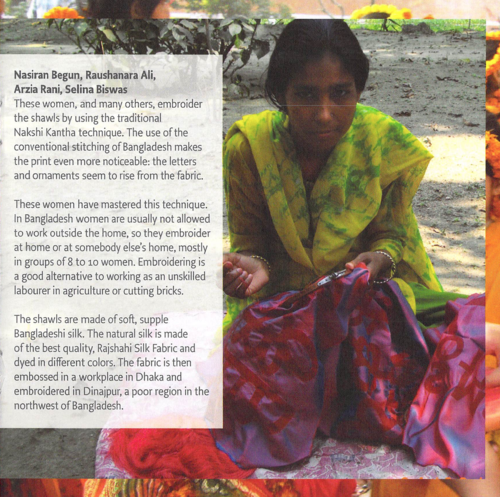 Nasiran Begun, Raushanara Ali,
Arzia Rani, Selina Biswas
These women, and many others, embroider
the shawls by using the traditional
Nakshi Kantha technique. The use of the
conventional stitching of Bangladesh makes
the print even more noticeable: the letters
and ornaments seem to rise from the fabric.
These women have mastered this technique.
In Bangladesh women are usually not allowed
to work outside the home, so they embroider
at home or at somebody else's home, mostly
in groups of 8 to 10 women. Embroidering is
a good alternative to working as an unskilled
labourer in agriculture or cutting bricks.
The shawls are made of soft, supple
Bangladeshi silk. The natural silk is made
of the best quality, Rajshahi Silk Fabric and
dyed in different colors. The fabric is then
embossed in a workplace in Dhaka and
embroidered in Dinajpur, a poor region in the
northwest of Bangladesh.